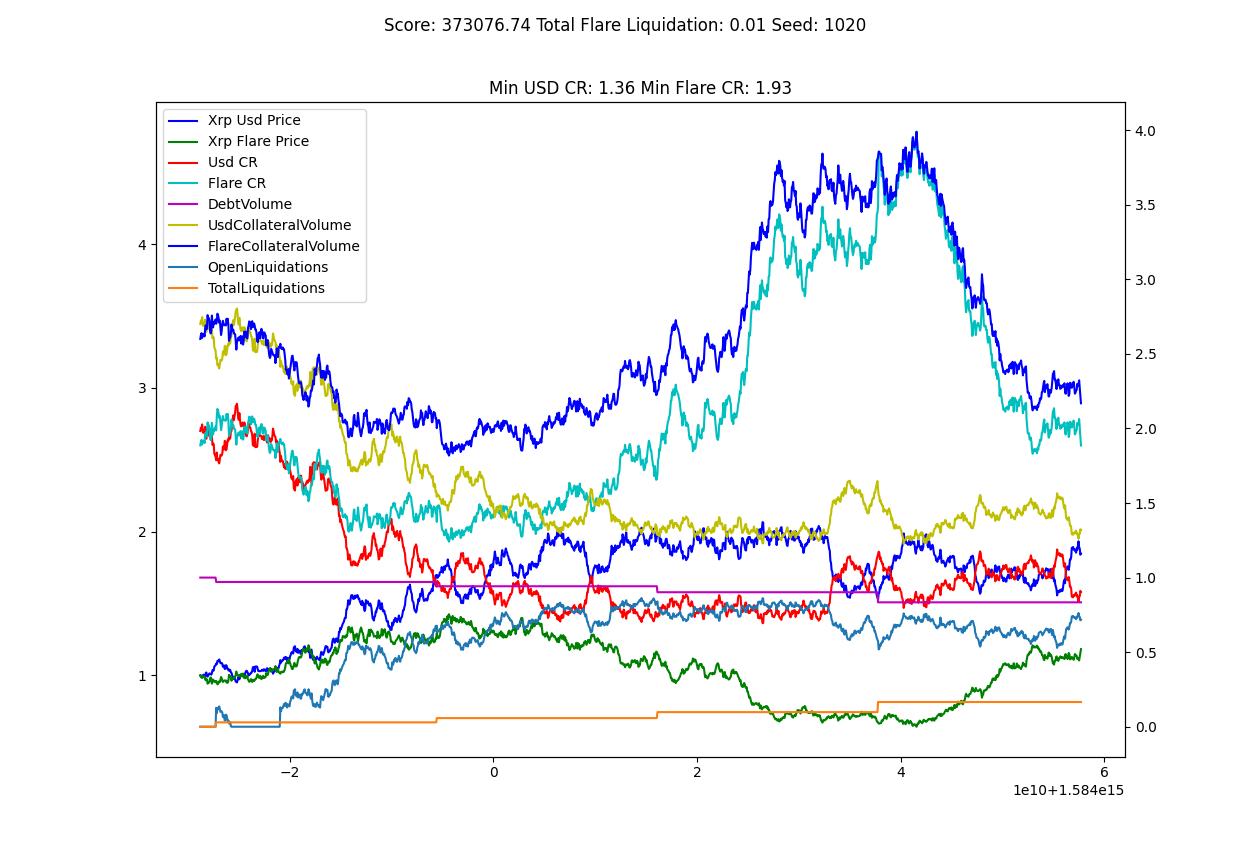 Score: 373076.74 Total Flare Liquidation: 0.01 Seed: 1020
Min USD CR: 1.36 Min Flare CR: 1.93
Xrp Usd Price
Xrp Flare Price
Usd CR
Flare CR
DebtVolume
UsdCollateralVolume
FlareCollateralVolume
OpenLiquidations
TotalLiquidations
4
3
2
1
4.0
3.5
3.0
2.5
2.0
1.5
1.0
0.5
0.0
−2 0 2 4 6
1e10+1.584e15